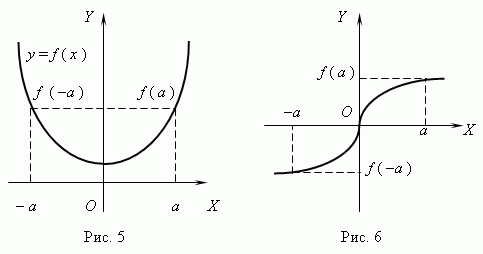 Y
y = f ( x )
f ( −a )
f ( a )
− a
O
a
X
Рис. 5
Y
f ( a )
−a
O
a
X
f ( −a )
Рис. 6